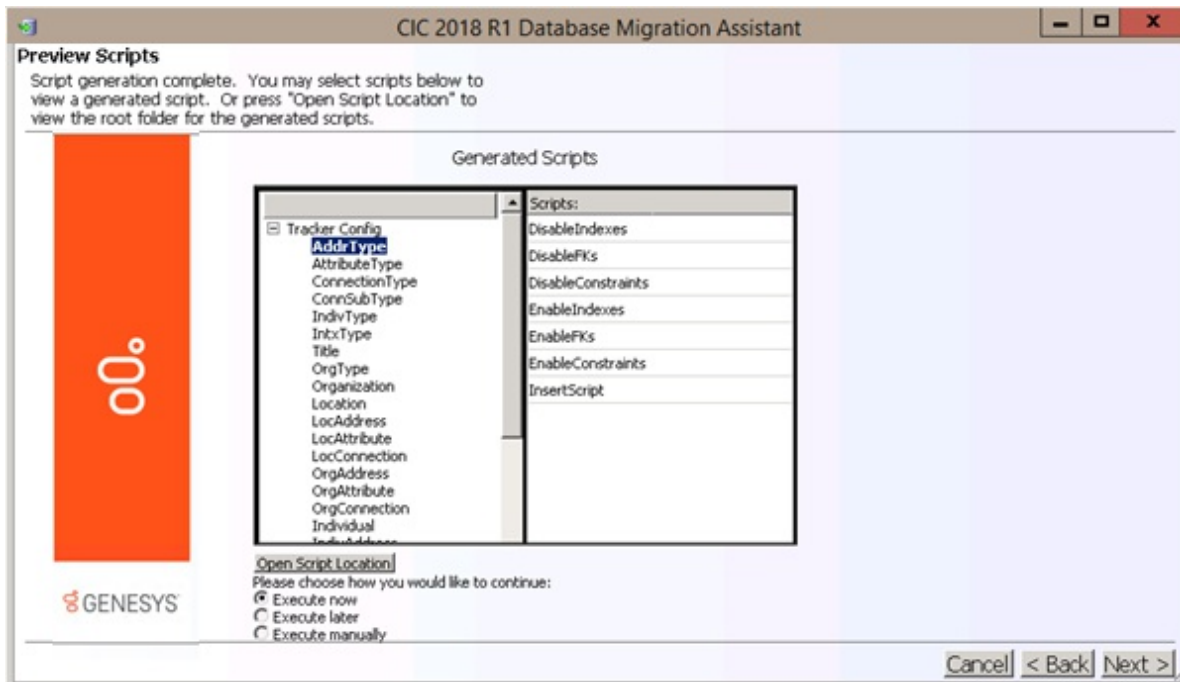 CIC 2018 R1 Database Migration Assistant
Preview Scripts
Script generation complete. You may select scripts below to
view a generated script. Or press "Open Script Location" to
view the root folder for the generated scripts.
Generated Scripts
Tracker Config
AddrType
AttributeType
ConnectionType
ConnSubType
IndivType
IntxType
Title
OrgType
Organization
Location
LocAddress
LocAttribute
LocConnection
OrgAddress
OrgAttribute
OrgConnection
Individual
Scripts:
DisableIndexes
DisableFKs
DisableConstraints
EnableIndexes
EnableFKs
EnableConstraints
InsertScript
Open Script Location
Please choose how you would like to continue:
Execute now
Execute later
Execute manually
GENESYS
Cancel
< Back
Next >